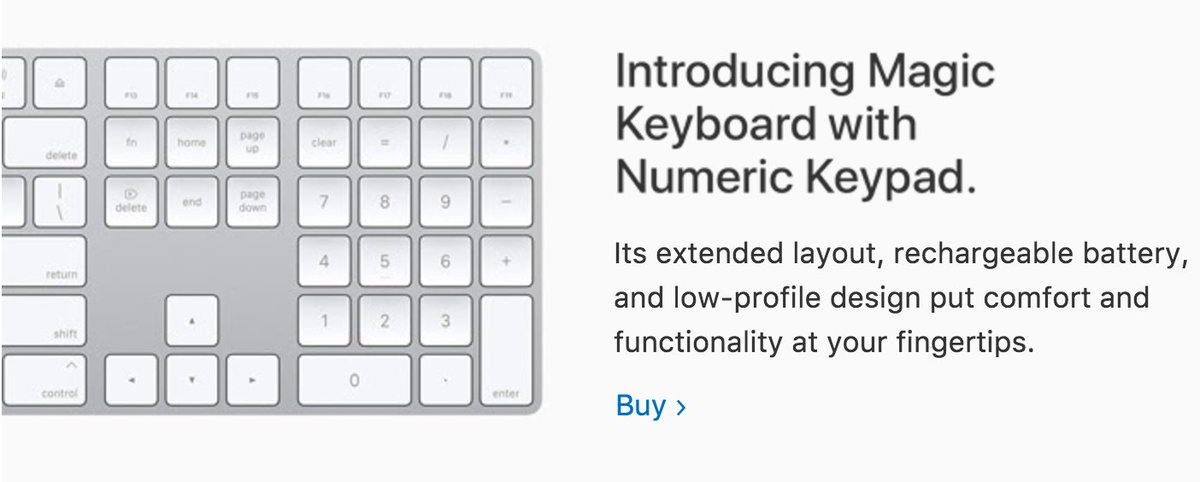 F13 F14 F15 F16 F17 F18 F19
delete fn home page up clear = / *
| \ delete end page down 7 8 9 −
return 4 5 6 +
shift ▲ 1 2 3
^ control ◄ ▼ ► 0 . enter
Introducing Magic
Keyboard with
Numeric Keypad.
Its extended layout, rechargeable battery,
and low-profile design put comfort and
functionality at your fingertips.
Buy ›